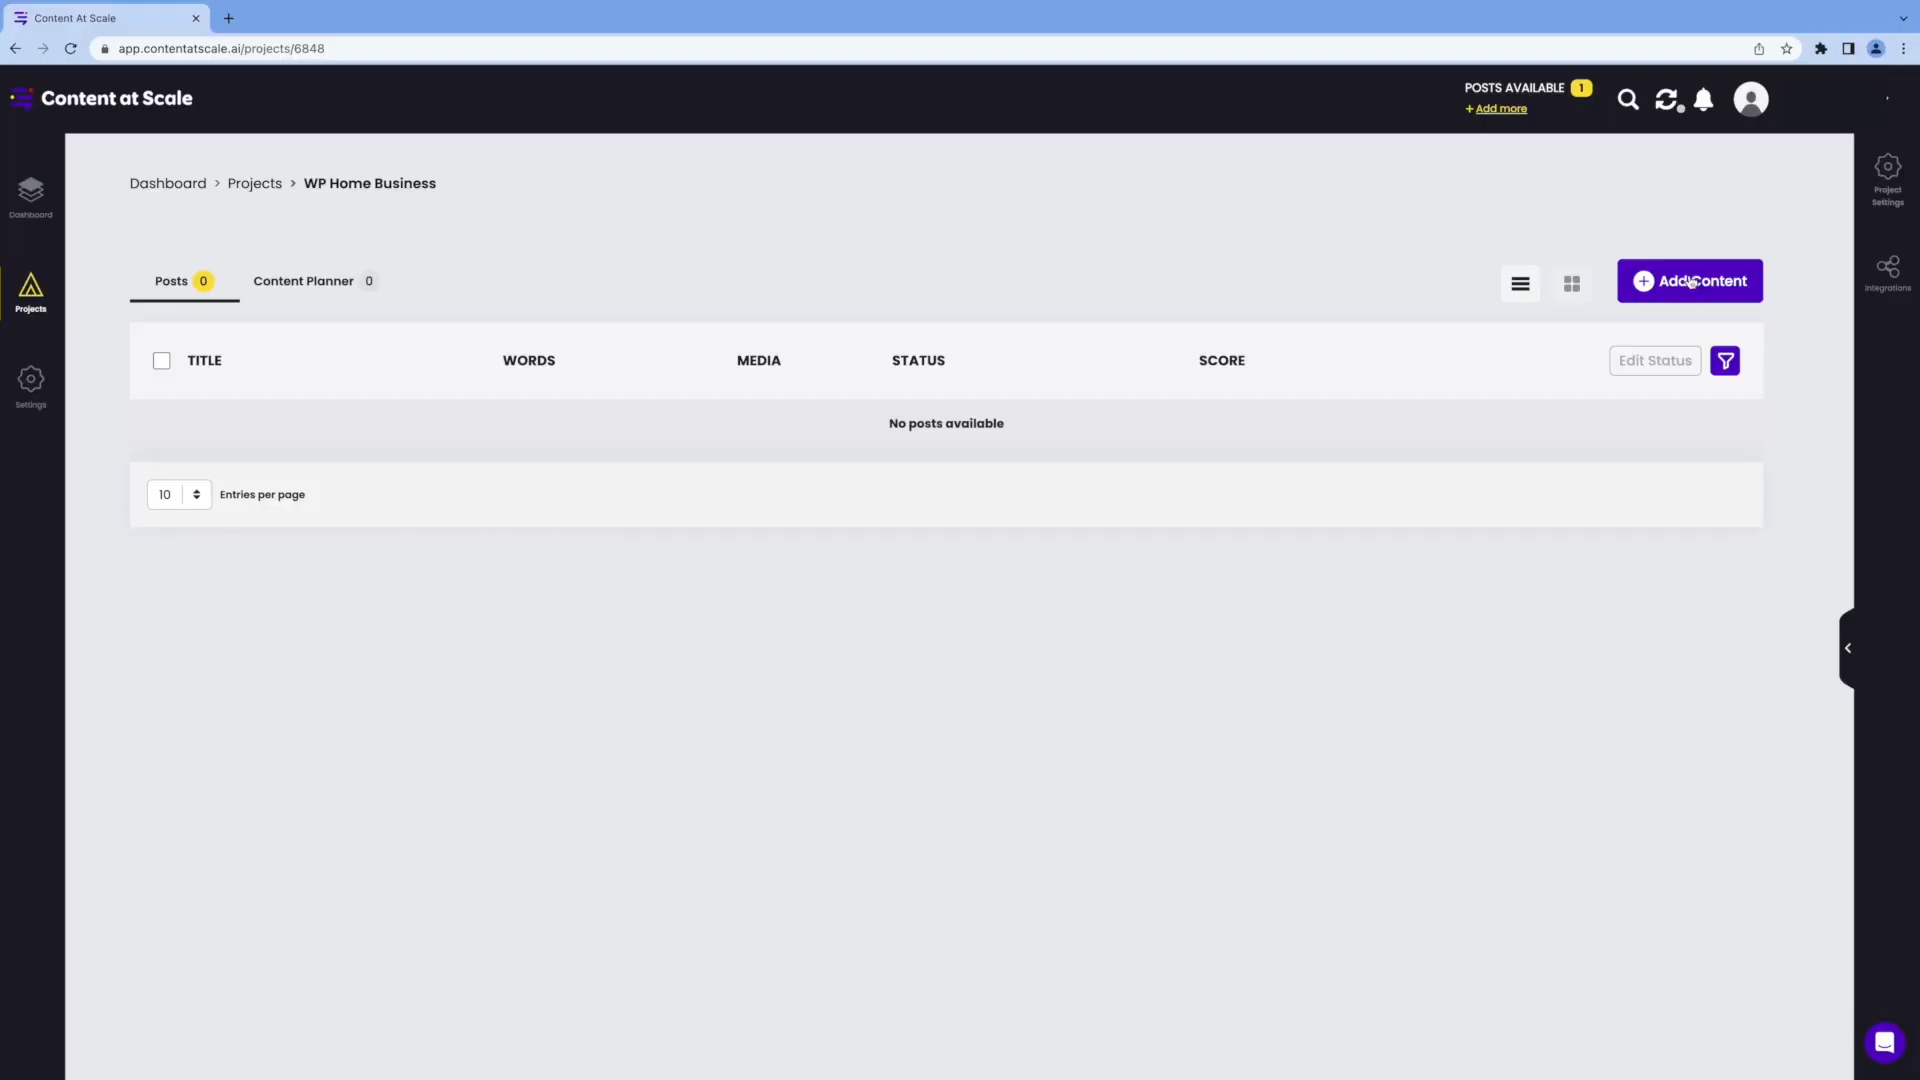 Content At Scale
app.contentatscale.ai/projects/6848
Content at Scale
POSTS AVAILABLE 1
+ Add more
Dashboard > Projects > WP Home Business
Dashboard
Projects
Settings
Project
Settings
Integrations
Posts 0
Content Planner 0
Add Content
TITLE WORDS MEDIA STATUS SCORE Edit Status
No posts available
10 Entries per page